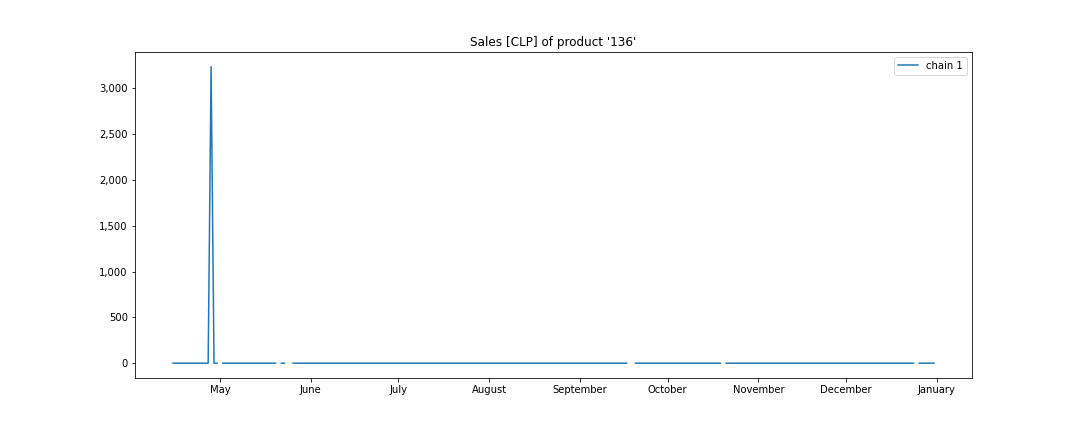 Sales [CLP] of product '136'
chain 1
3,000
2,500
2,000
1,500
1,000
500
0
May June July August September October November December January